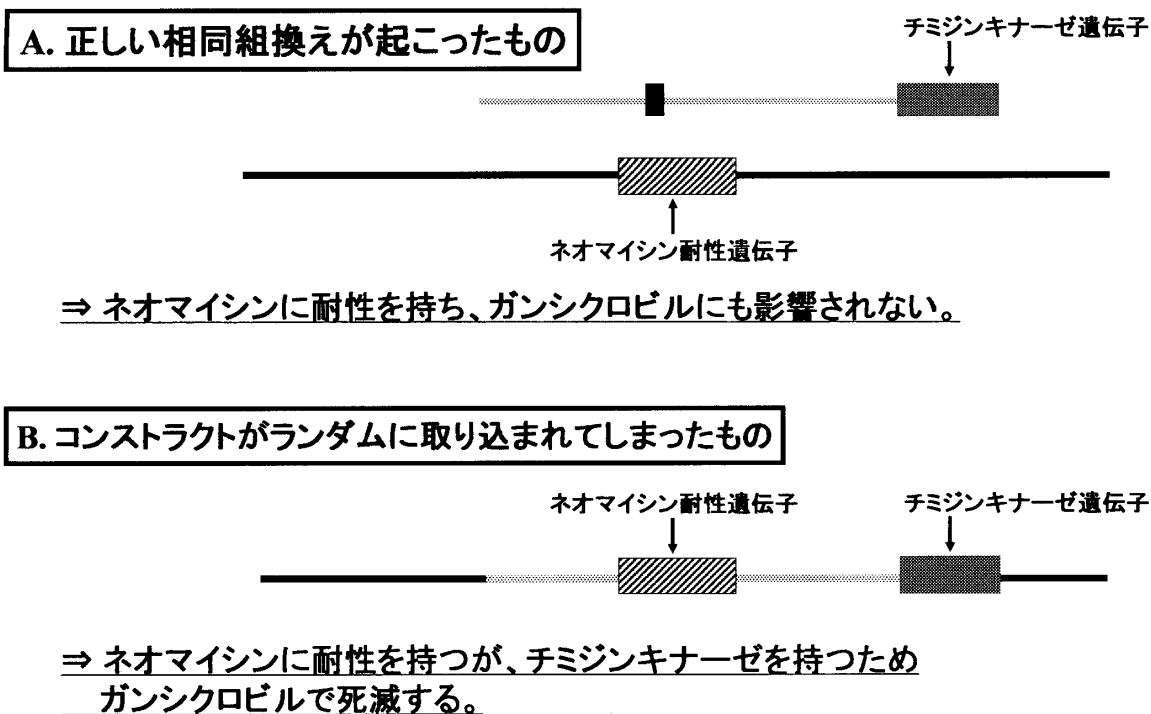 A. 正しい相同組換えが起こったもの
チミジンキナーゼ遺伝子
ネオマイシン耐性遺伝子
⇒ ネオマイシンに耐性を持ち、ガンシクロビルにも影響されない。
B. コンストラクトがランダムに取り込まれてしまったもの
ネオマイシン耐性遺伝子
チミジンキナーゼ遺伝子
⇒ ネオマイシンに耐性を持つが、チミジンキナーゼを持つため
ガンシクロビルで死滅する。